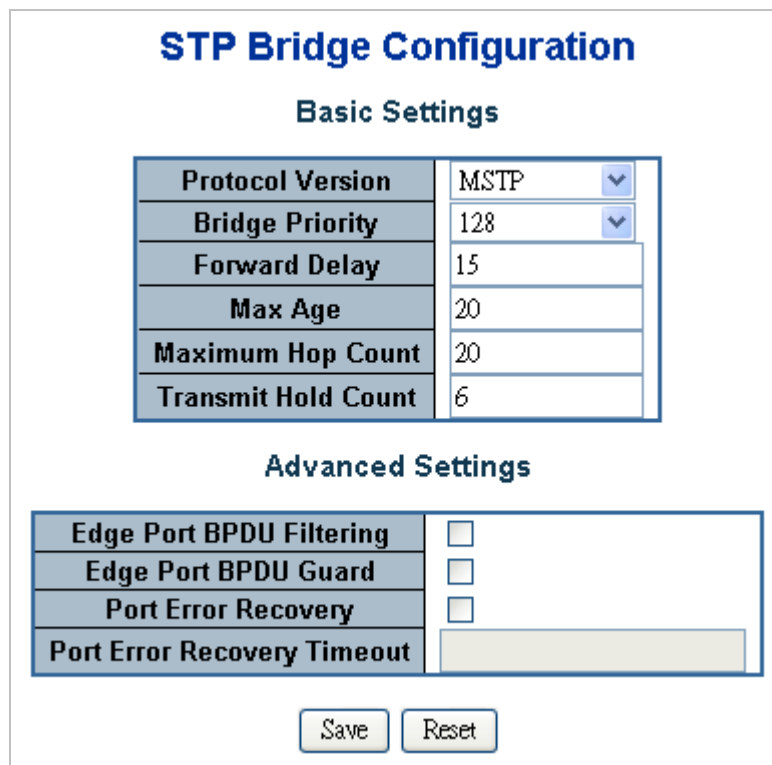 STP Bridge Configuration
Basic Settings
Protocol Version MSTP
Bridge Priority 128
Forward Delay 15
Max Age 20
Maximum Hop Count 20
Transmit Hold Count 6
Advanced Settings
Edge Port BPDU Filtering
Edge Port BPDU Guard
Port Error Recovery
Port Error Recovery Timeout
Save Reset